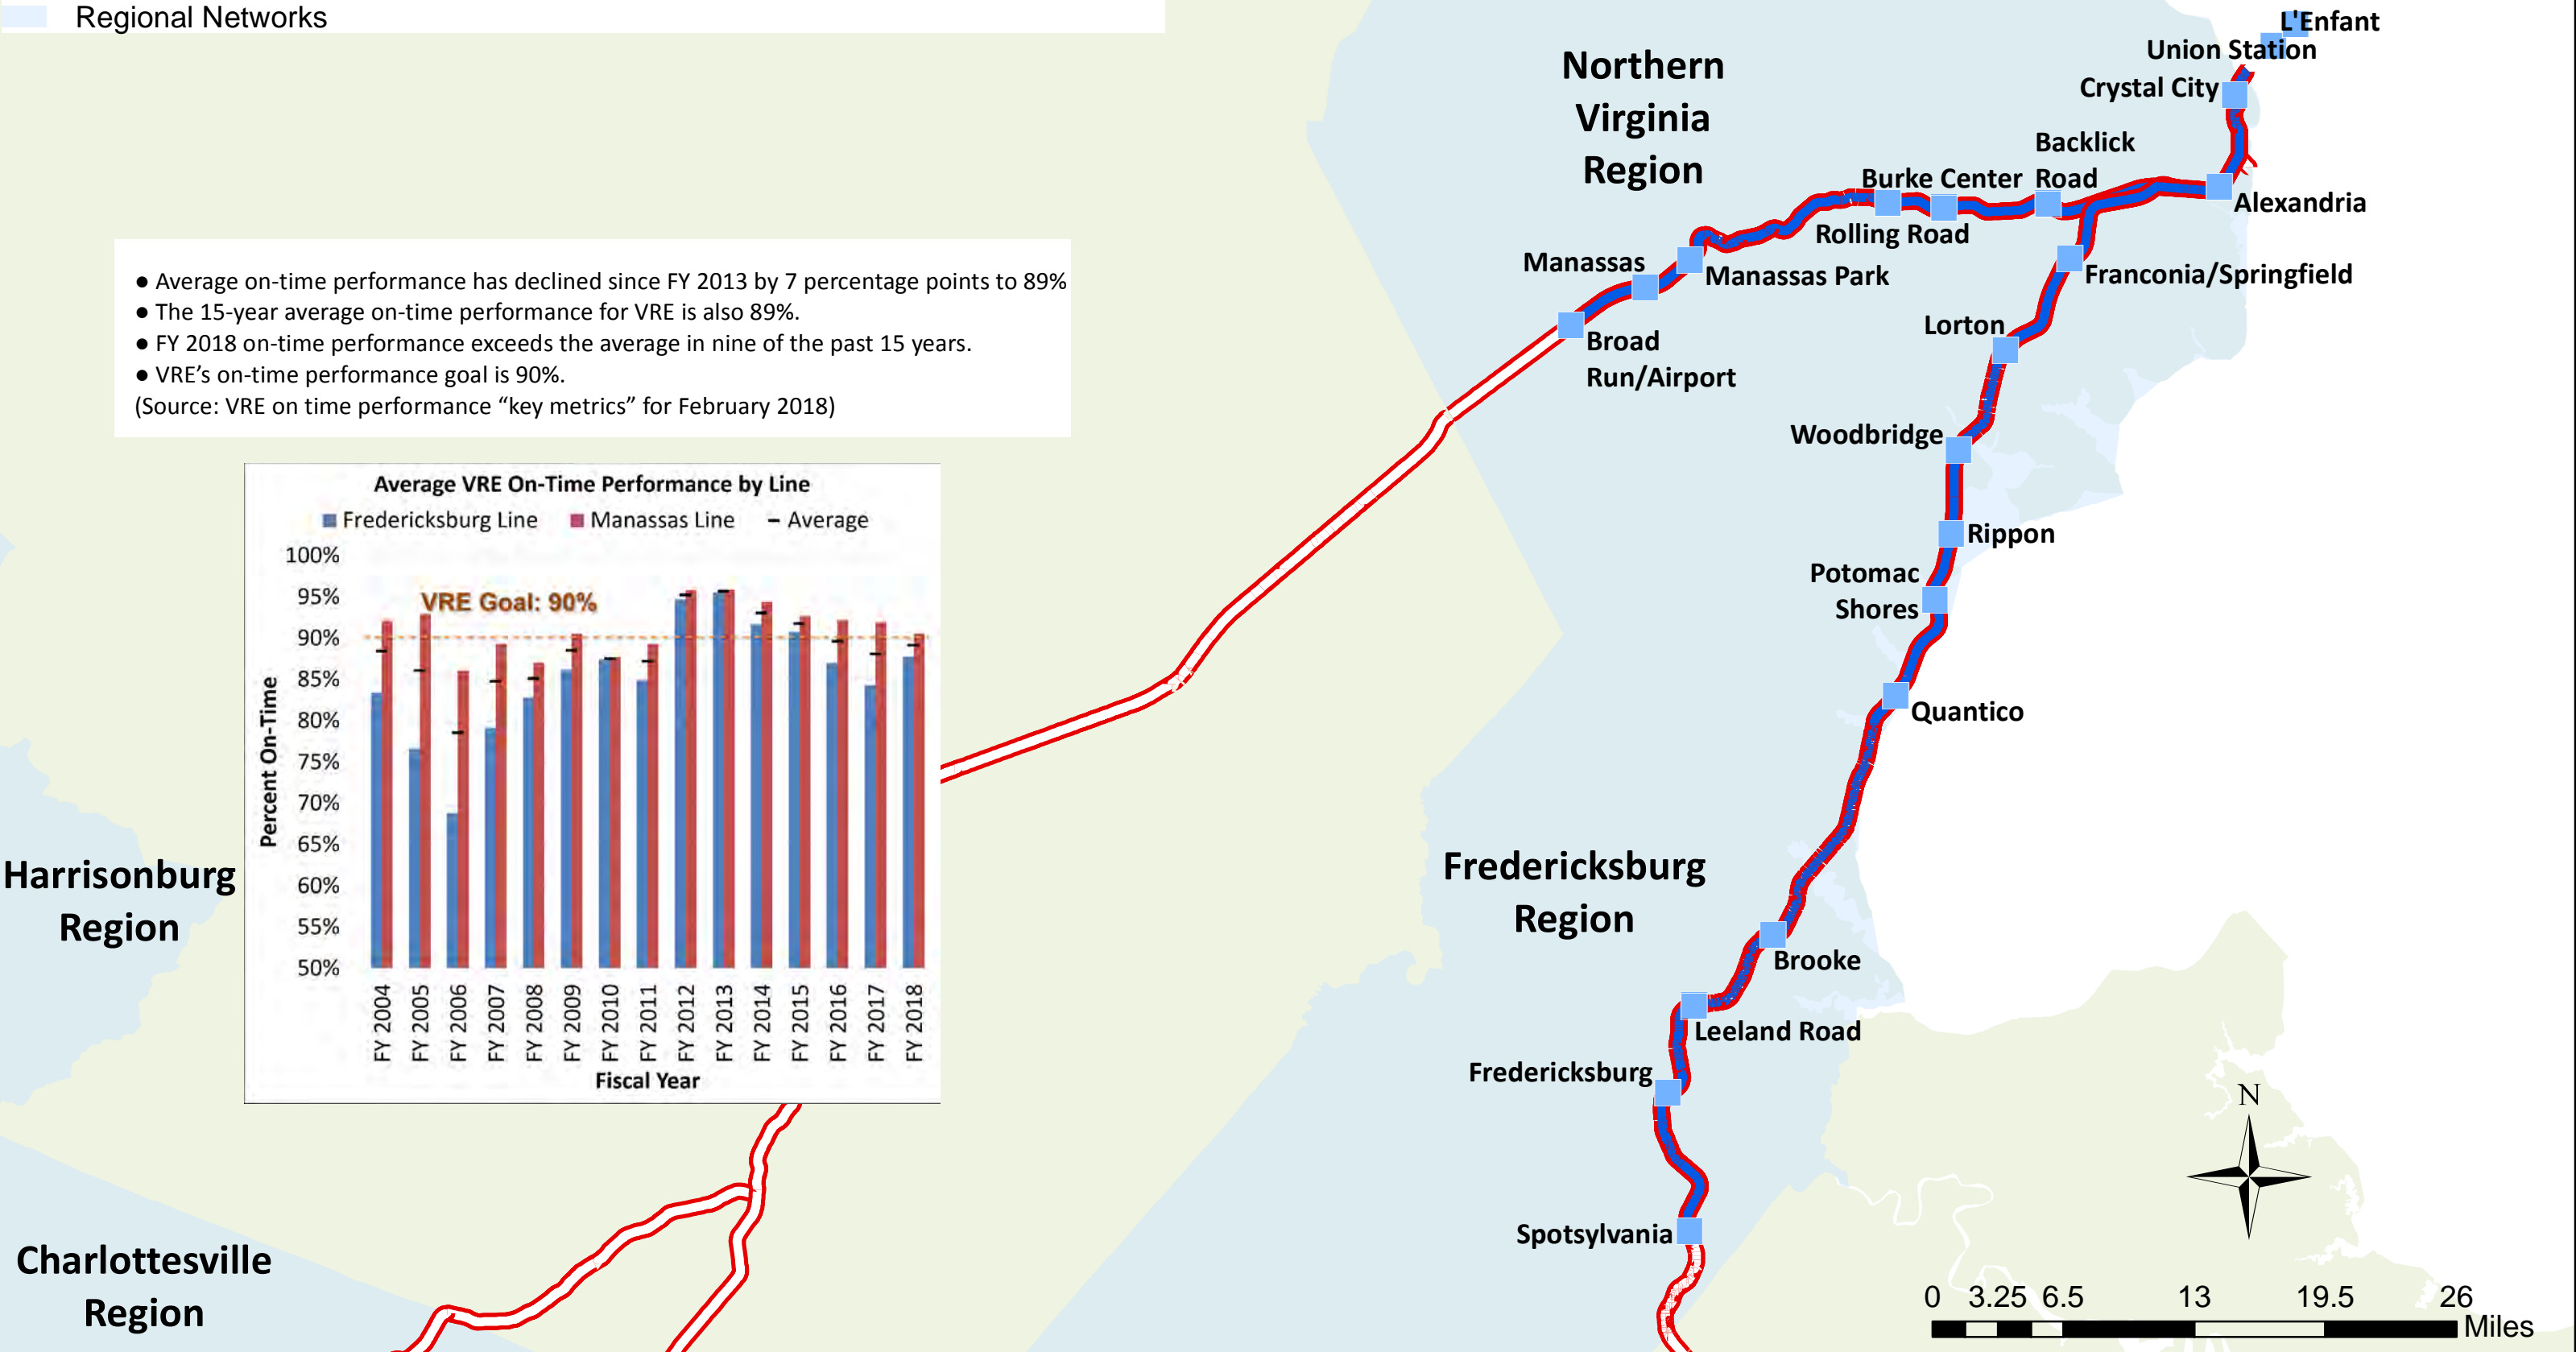 Regional Networks
L'Enfant
Union Station
Crystal City
Northern
Virginia
Region
Backlick
Road
Burke Center
Alexandria
Rolling Road
Manassas
Manassas Park
Franconia/Springfield
Broad
Run/Airport
Lorton
Woodbridge
Rippon
Potomac
Shores
Quantico
● Average on-time performance has declined since FY 2013 by 7 percentage points to 89%
● The 15-year average on-time performance for VRE is also 89%.
● FY 2018 on-time performance exceeds the average in nine of the past 15 years.
● VRE’s on-time performance goal is 90%.
(Source: VRE on time performance “key metrics” for February 2018)
Average VRE On-Time Performance by Line
Fredericksburg Line Manassas Line Average
100%
95%
VRE Goal: 90%
90%
85%
80%
75%
70%
65%
60%
55%
50%
Percent On-Time
FY 2004
FY 2005
FY 2006
FY 2007
FY 2008
FY 2009
FY 2010
FY 2011
FY 2012
FY 2013
FY 2014
FY 2015
FY 2016
FY 2017
FY 2018
Fiscal Year
Harrisonburg
Region
Fredericksburg
Region
Brooke
Leeland Road
Fredericksburg
Spotsylvania
Charlottesville
Region
N
0 3.25 6.5 13 19.5 26
Miles